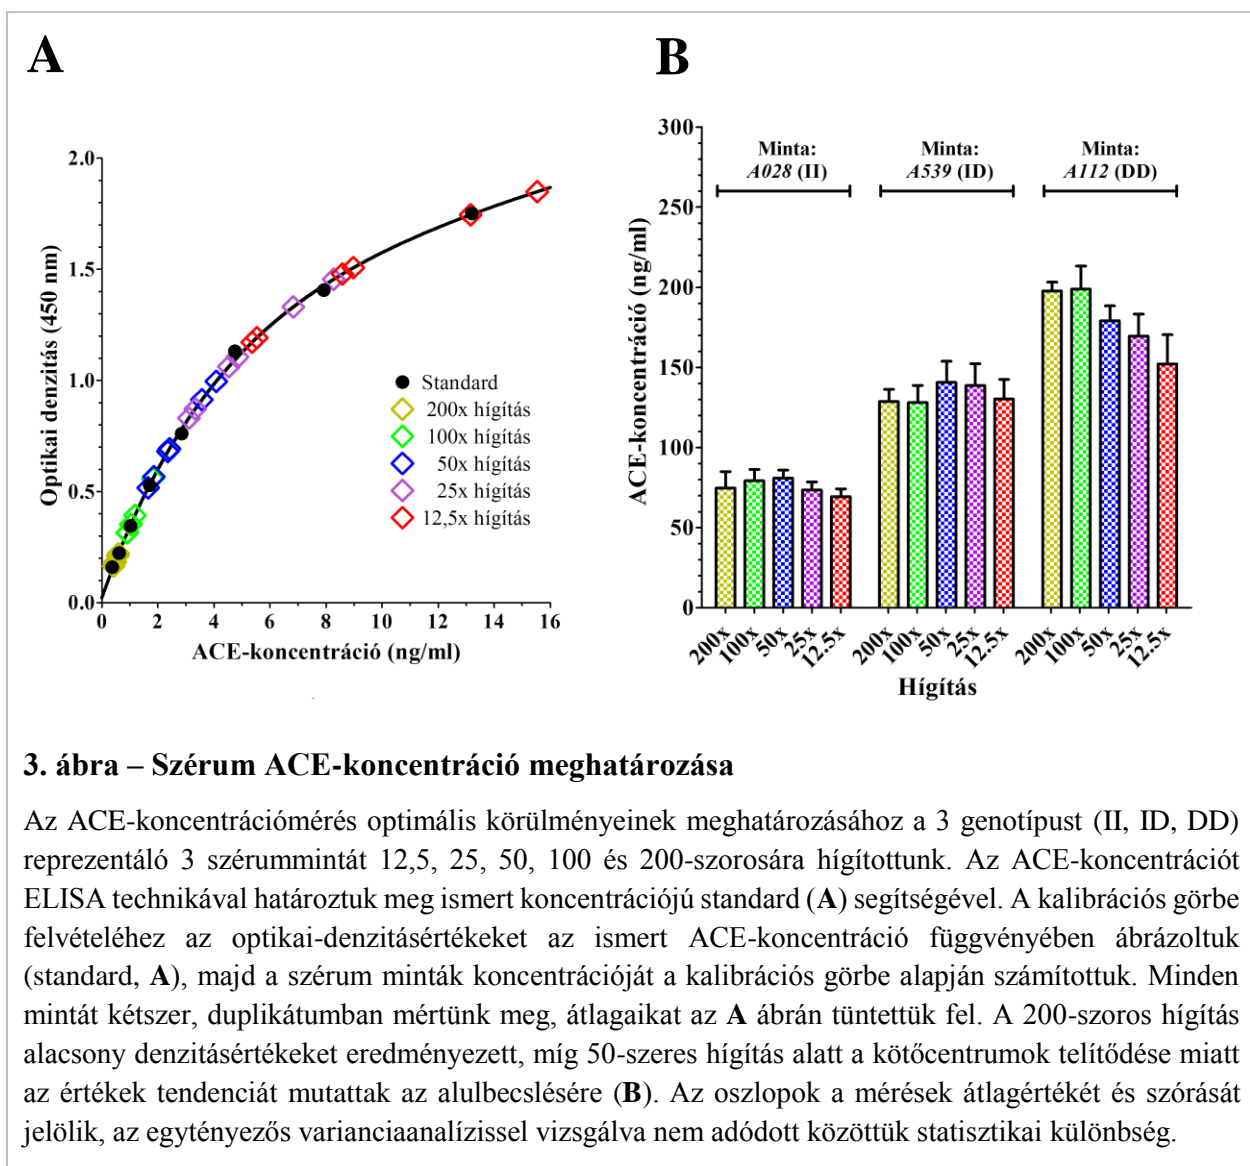 A
B
2.0
1.5
1.0
0.5
0.0
0
2
4
6
8
10
12
14
16
Optikai denzitás (450 nm)
ACE-koncentráció (ng/ml)
Standard
200x hígítás
100x hígítás
50x hígítás
25x hígítás
12,5x hígítás
300
250
200
150
100
50
0
ACE-koncentráció (ng/ml)
Minta:
A028 (II)
Minta:
A539 (ID)
Minta:
A112 (DD)
200x
100x
50x
25x
12.5x
200x
100x
50x
25x
12.5x
200x
100x
50x
25x
12.5x
Hígítás
3. ábra – Szérum ACE-koncentráció meghatározása
Az ACE-koncentrációmérés optimális körülményeinek meghatározásához a 3 genotípust (II, ID, DD)
reprezentáló 3 szérummintát 12,5, 25, 50, 100 és 200-szorosára hígítottunk. Az ACE-koncentrációt
ELISA technikával határoztuk meg ismert koncentrációjú standard (A) segítségével. A kalibrációs görbe
felvételéhez az optikai-denzitásértékeket az ismert ACE-koncentráció függvényében ábrázoltuk
(standard, A), majd a szérum minták koncentrációját a kalibrációs görbe alapján számítottuk. Minden
mintát kétszer, duplikátumban mértünk meg, átlagaikat az A ábrán tüntettük fel. A 200-szoros hígítás
alacsony denzitásértékeket eredményezett, míg 50-szeres hígítás alatt a kötőcentrumok telítődése miatt
az értékek tendenciát mutattak az alulbecslésére (B). Az oszlopok a mérések átlagértékét és szórását
jelölik, az egytényezős varianciaanalízissel vizsgálva nem adódott közöttük statisztikai különbség.